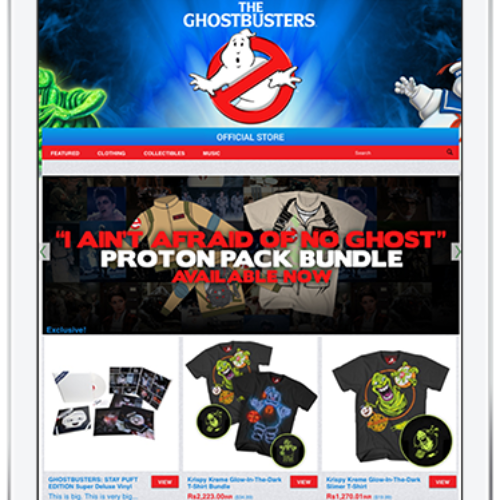 THE
GHOSTBUSTERS
OFFICIAL STORE
FEATURED CLOTHING COLLECTIBLES MUSIC Search
"I AIN'T AFRAID OF NO GHOST"
PROTON PACK BUNDLE
AVAILABLE NOW
Exclusive!
GHOSTBUSTERS: STAY PUFT
EDITION Super Deluxe Vinyl
This is big. This is very big...
VIEW
Krispy Kreme Glow-In-The-Dark
T-Shirt Bundle
Rs2,223.00
VIEW
Krispy Kreme Glow-In-The-Dark
Slimer T-Shirt
Rs1,270.01
VIEW